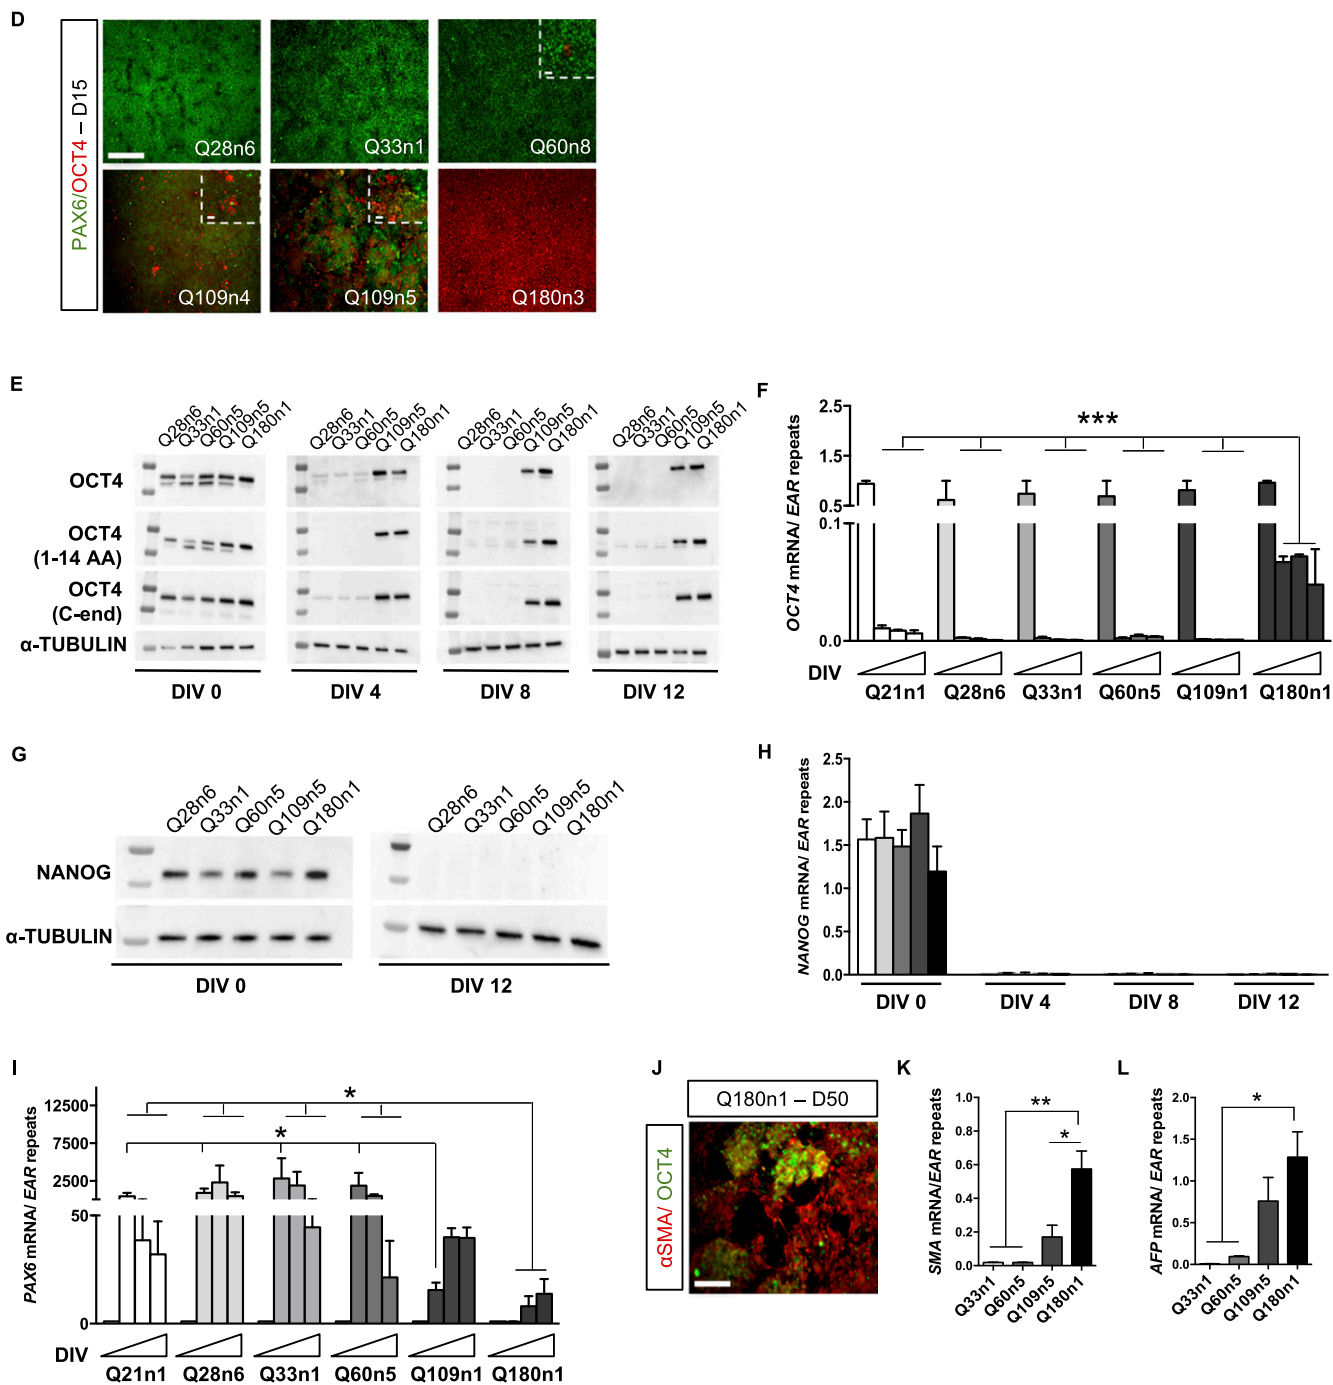 D
PAX6/OCT4 – D15
Q28n6
Q33n1
Q60n8
Q109n4
Q109n5
Q180n3
E
Q28n6 Q33n1 Q60n5 Q109n5 Q180n1
Q28n6 Q33n1 Q60n5 Q109n5 Q180n1
Q28n6 Q33n1 Q60n5 Q109n5 Q180n1
Q28n6 Q33n1 Q60n5 Q109n5 Q180n1
OCT4
OCT4
(1-14 AA)
OCT4
(C-end)
α-TUBULIN
DIV 0 DIV 4 DIV 8 DIV 12
F
OCT4 mRNA/ EAR repeats
2.5
1.5
0.5
0.1
0.0
***
DIV
Q21n1 Q28n6 Q33n1 Q60n5 Q109n1 Q180n1
G
Q28n6 Q33n1 Q60n5 Q109n5 Q180n1
Q28n6 Q33n1 Q60n5 Q109n5 Q180n1
NANOG
α-TUBULIN
DIV 0 DIV 12
H
NANOG mRNA/ EAR repeats
2.5
2.0
1.5
1.0
0.5
0.0
DIV 0 DIV 4 DIV 8 DIV 12
I
PAX6 mRNA/ EAR repeats
12500
7500
2500
50
0
*
*
DIV
Q21n1 Q28n6 Q33n1 Q60n5 Q109n1 Q180n1
J
Q180n1 – D50
αSMA/ OCT4
K
SMA mRNA/EAR repeats
1.0
0.8
0.6
0.4
0.2
0.0
**
*
Q33n1 Q60n5 Q109n5 Q180n1
L
AFP mRNA/ EAR repeats
2.0
1.5
1.0
0.5
0.0
*
Q33n1 Q60n5 Q109n5 Q180n1